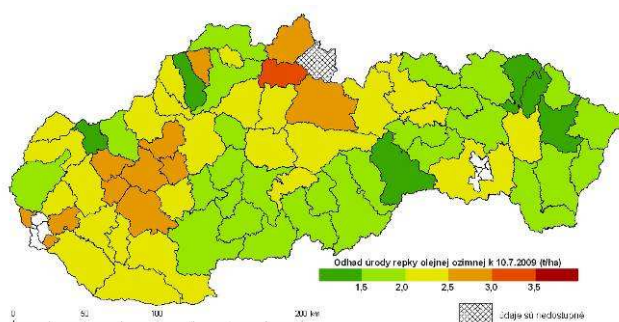 Odhad úrody repky olejnej ozimnej k 10.7.2009 (t/ha)
1,5 2,0 2,5 3,0 3,5
0 50 100 200 km
údaje sú nedostupné